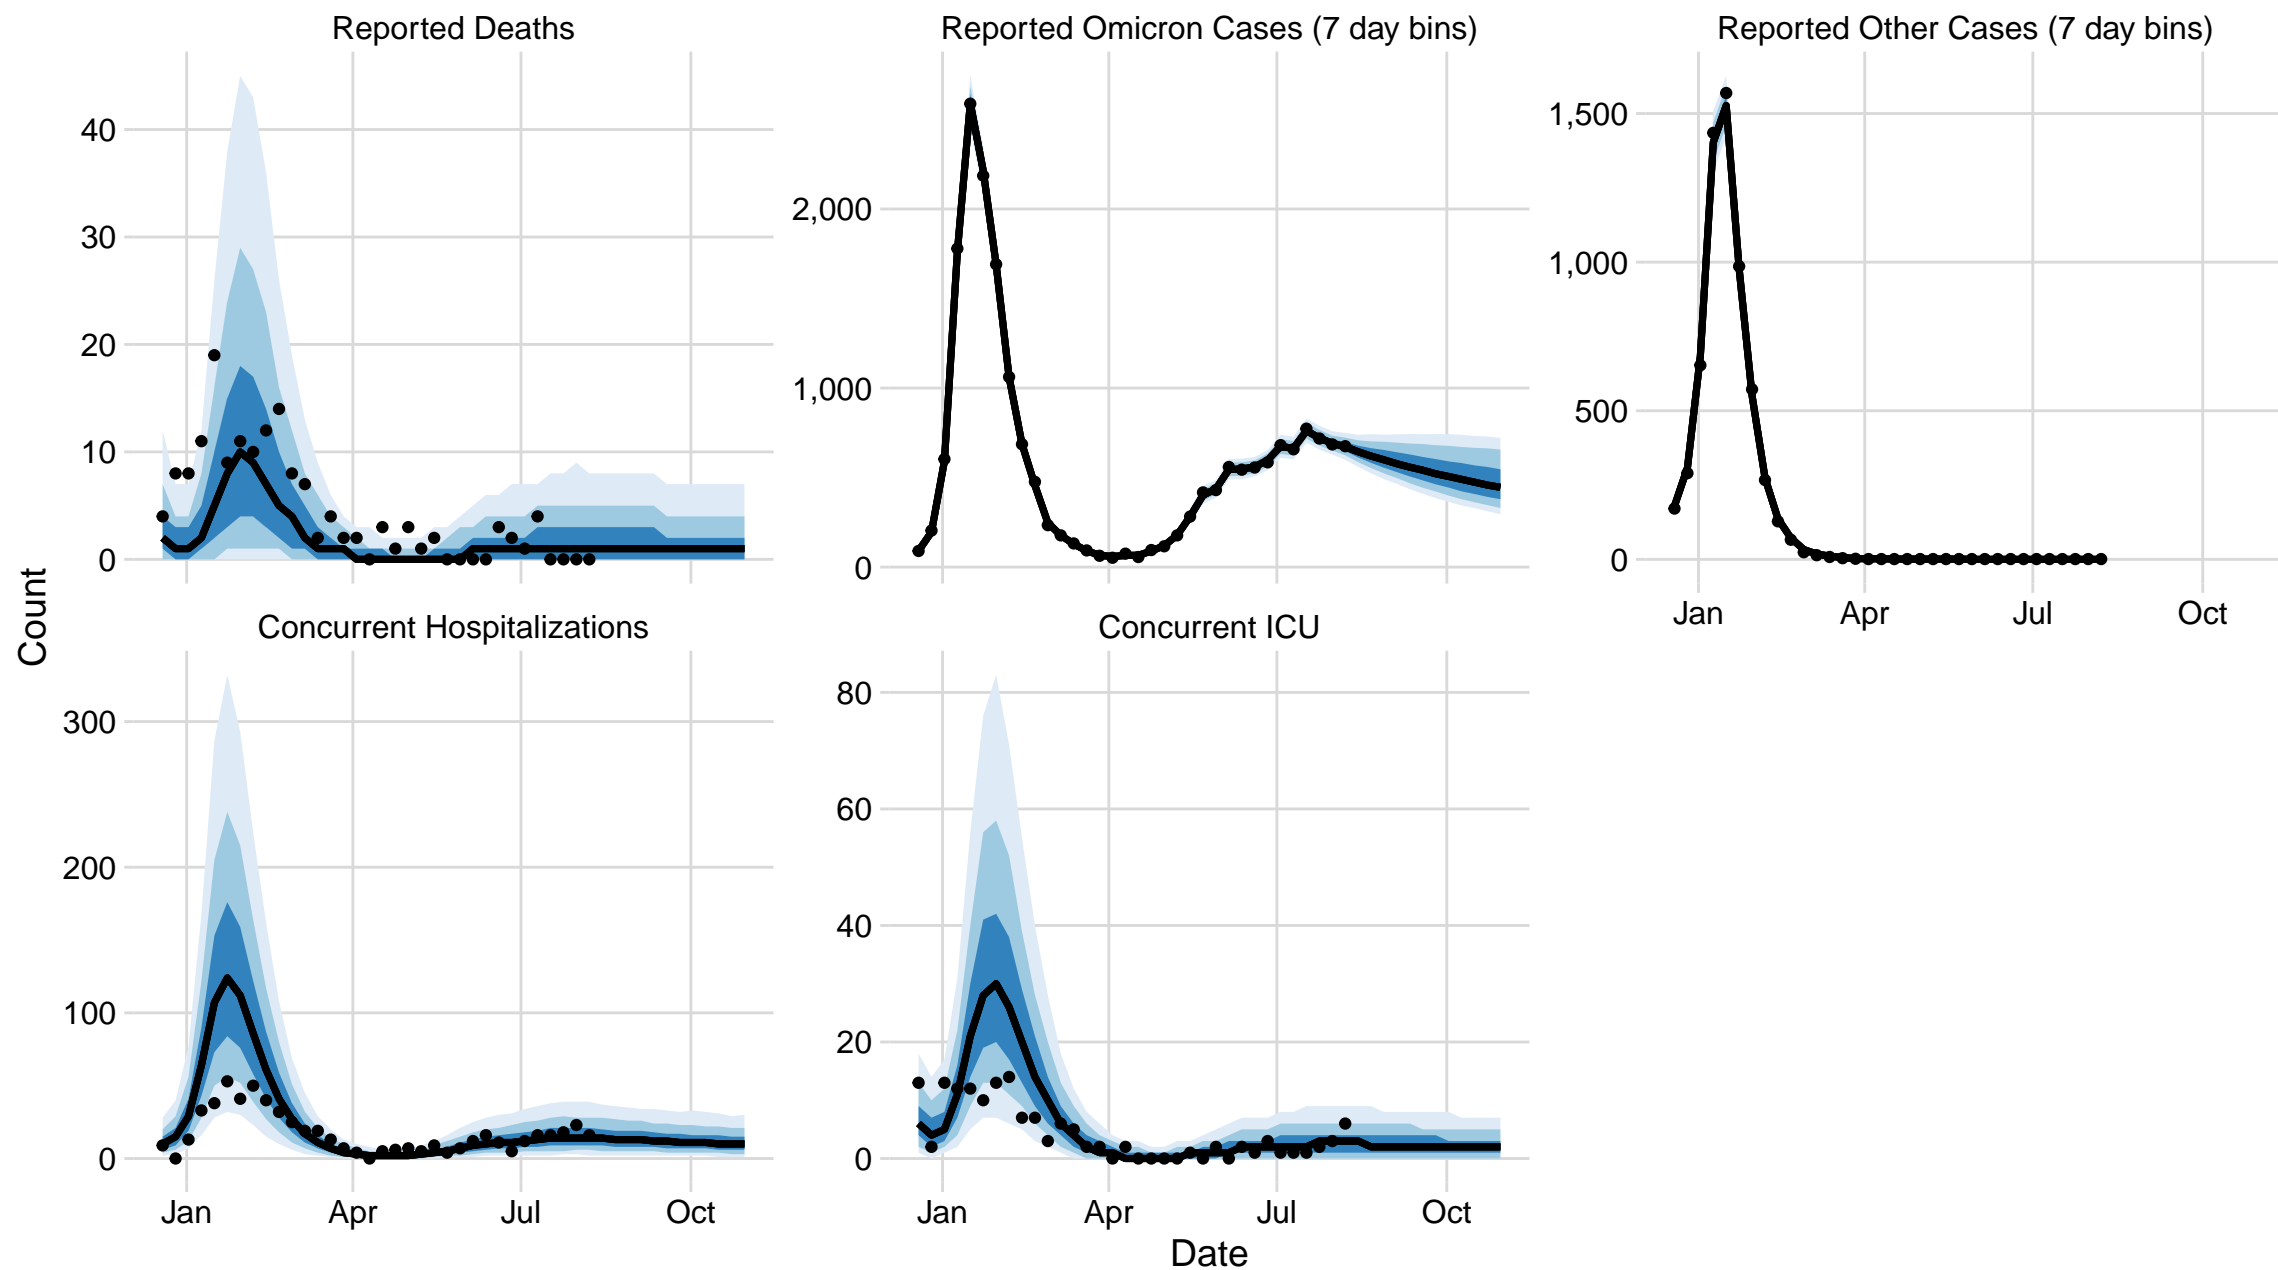 Reported Deaths
Reported Omicron Cases (7 day bins)
Reported Other Cases (7 day bins)
40
30
20
10
0
2,000
1,000
0
1,500
1,000
500
0
Jan Apr Jul Oct
Count
Concurrent Hospitalizations
Concurrent ICU
300
200
100
0
80
60
40
20
0
Jan Apr Jul Oct
Jan Apr Jul Oct
Date